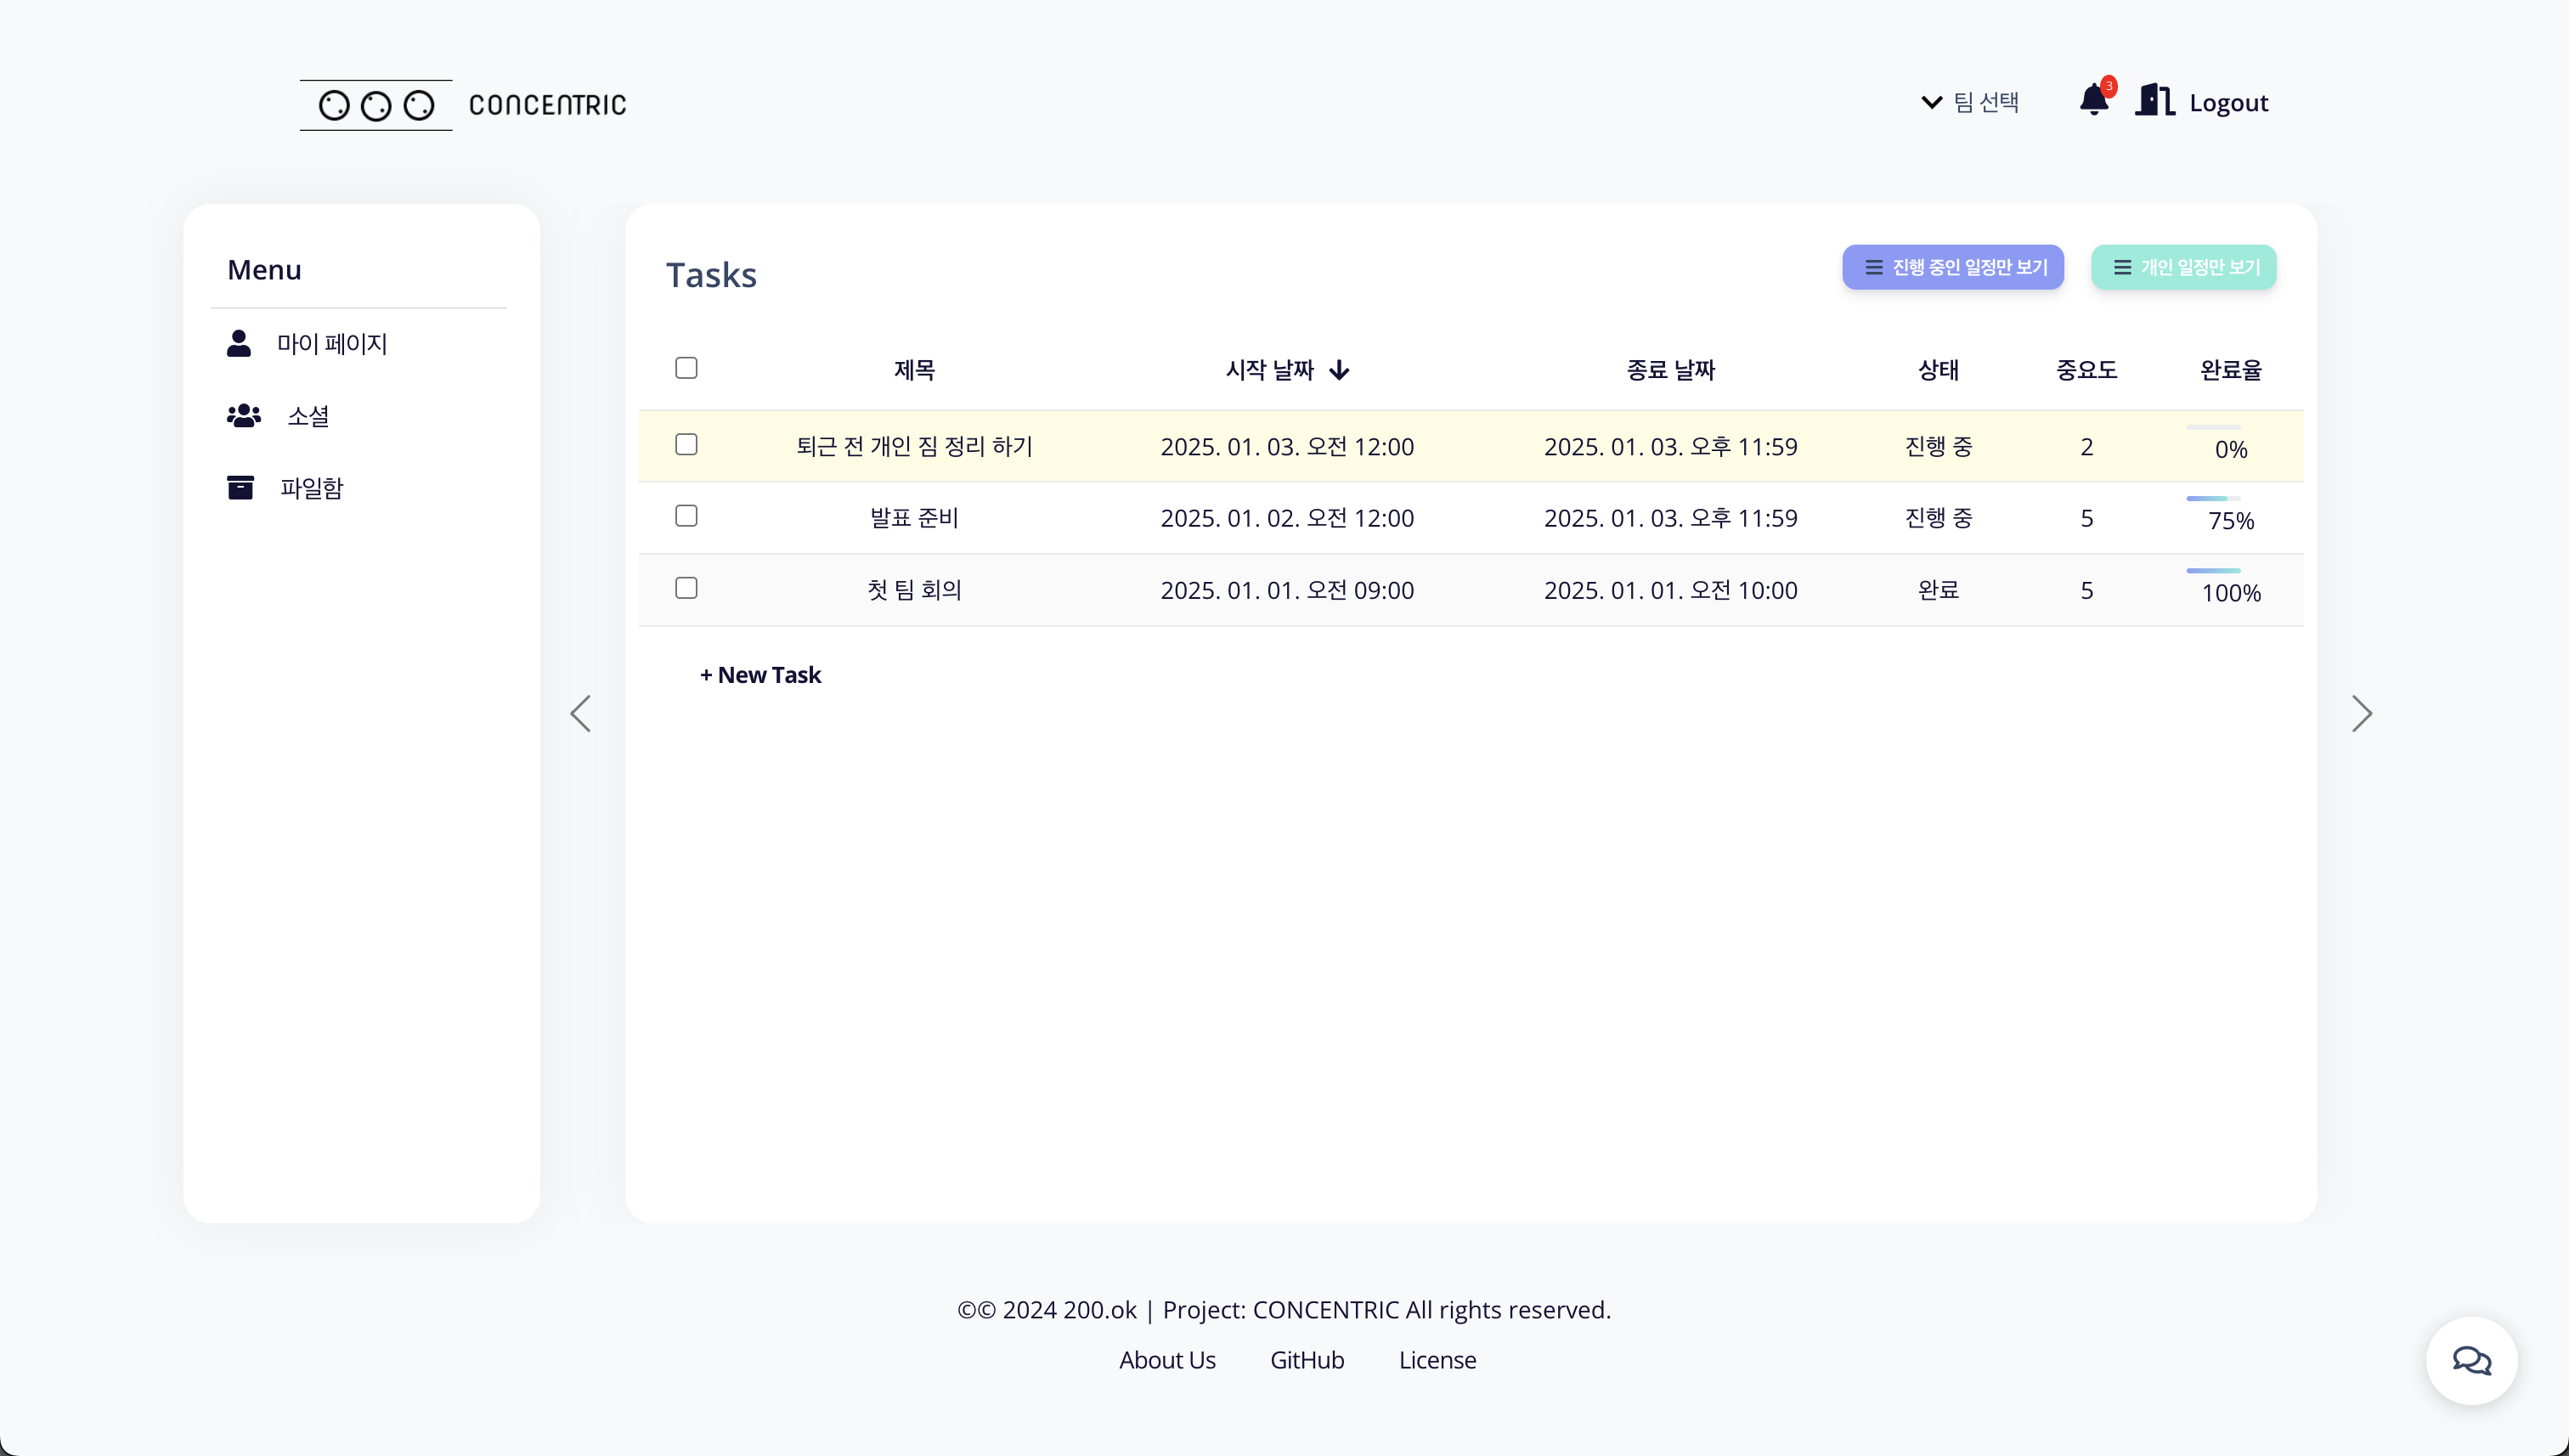 CONCENTRIC
팀 선택
3
Logout
Menu
마이 페이지
소셜
파일함
Tasks
진행 중인 일정만 보기
개인 일정만 보기
제목 시작 날짜 종료 날짜 상태 중요도 완료율
퇴근 전 개인 짐 정리 하기 2025. 01. 03. 오전 12:00 2025. 01. 03. 오후 11:59 진행 중 2 0%
발표 준비 2025. 01. 02. 오전 12:00 2025. 01. 03. 오후 11:59 진행 중 5 75%
첫 팀 회의 2025. 01. 01. 오전 09:00 2025. 01. 01. 오전 10:00 완료 5 100%
+ New Task
©© 2024 200.ok | Project: CONCENTRIC All rights reserved.
About Us GitHub License